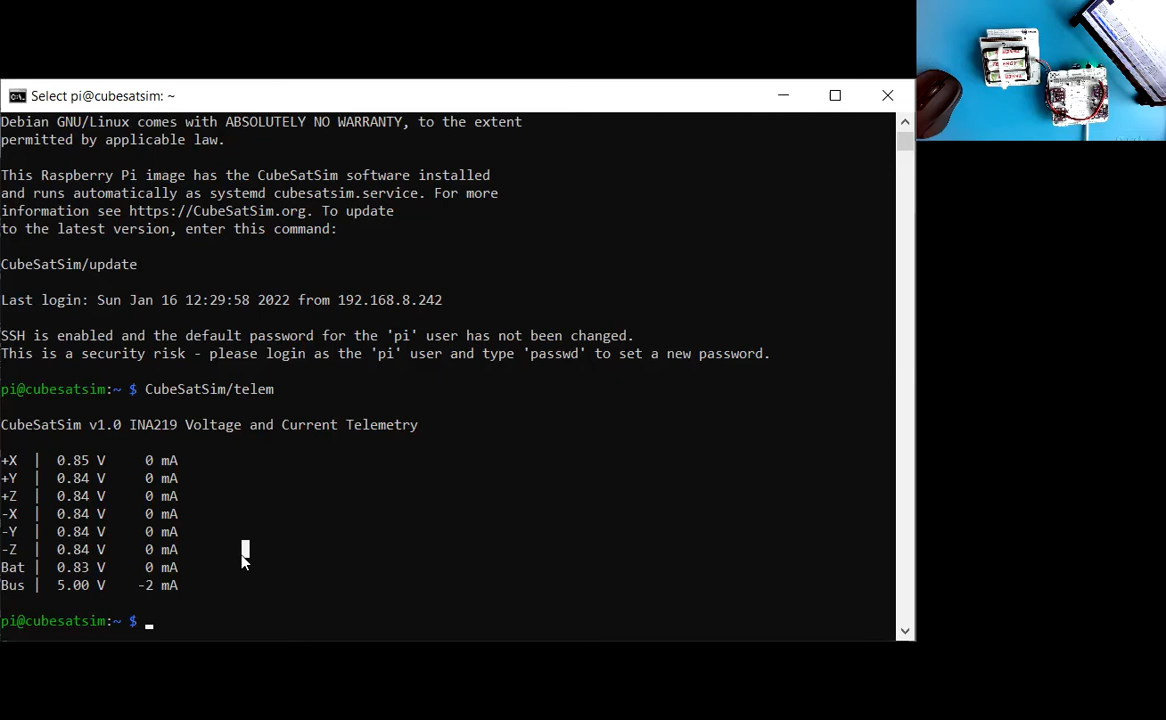 Select pi@cubesatsim: ~
Debian GNU/Linux comes with ABSOLUTELY NO WARRANTY, to the extent
permitted by applicable law.
This Raspberry Pi image has the CubeSatSim software installed
and runs automatically as systemd cubesatsim.service. For more
information see https://CubeSatSim.org. To update
to the latest version, enter this command:
CubeSatSim/update
Last login: Sun Jan 16 12:29:58 2022 from 192.168.8.242
SSH is enabled and the default password for the 'pi' user has not been changed.
This is a security risk - please login as the 'pi' user and type 'passwd' to set a new password.
pi@cubesatsim:~ $ CubeSatSim/telem
CubeSatSim v1.0 INA219 Voltage and Current Telemetry
+X | 0.85 V 0 mA
+Y | 0.84 V 0 mA
+Z | 0.84 V 0 mA
-X | 0.84 V 0 mA
-Y | 0.84 V 0 mA
-Z | 0.84 V 0 mA
Bat | 0.83 V 0 mA
Bus | 5.00 V -2 mA
pi@cubesatsim:~ $